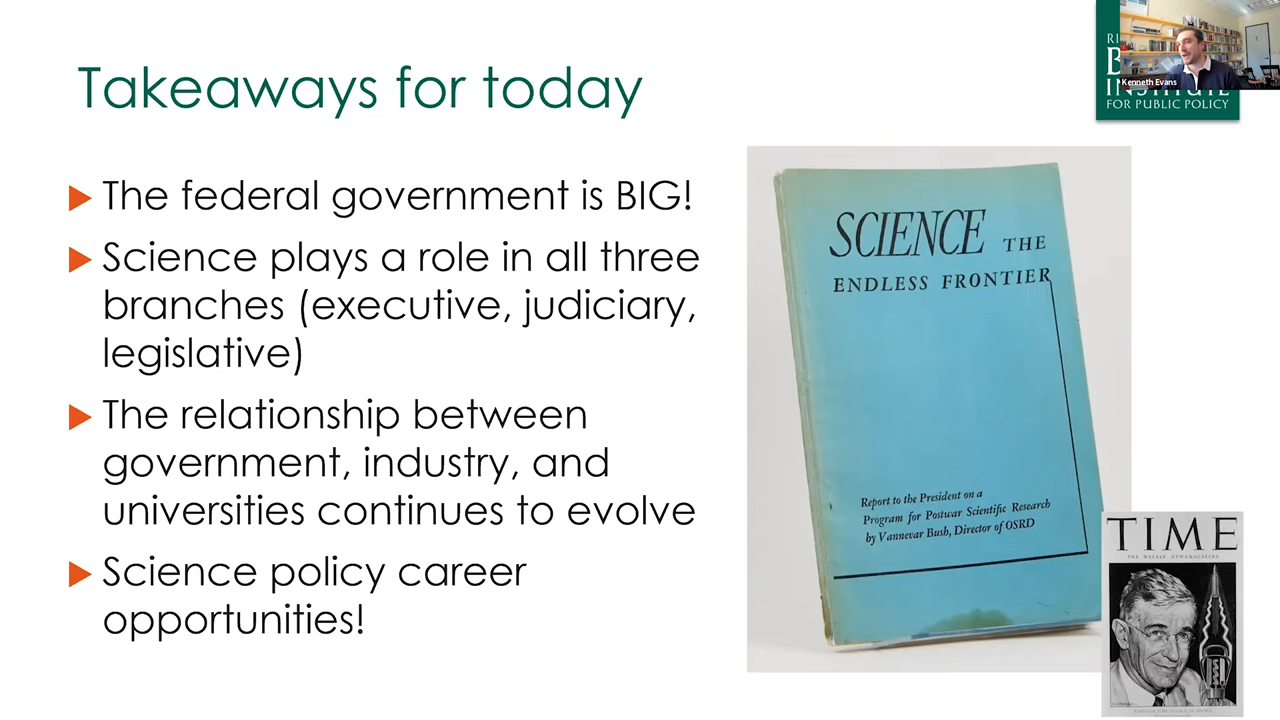 Takeaways for today
The federal government is BIG!
Science plays a role in all three
branches (executive, judiciary,
legislative)
The relationship between
government, industry, and
universities continues to evolve
Science policy career
opportunities!
SCIENCE THE
ENDLESS FRONTIER
Report to the President on a
Program for Postwar Scientific Research
by Vannevar Bush, Director of OSRD
TIME
THE WEEKLY NEWSMAGAZINE
Kenneth Evans
FOR PUBLIC POLICY